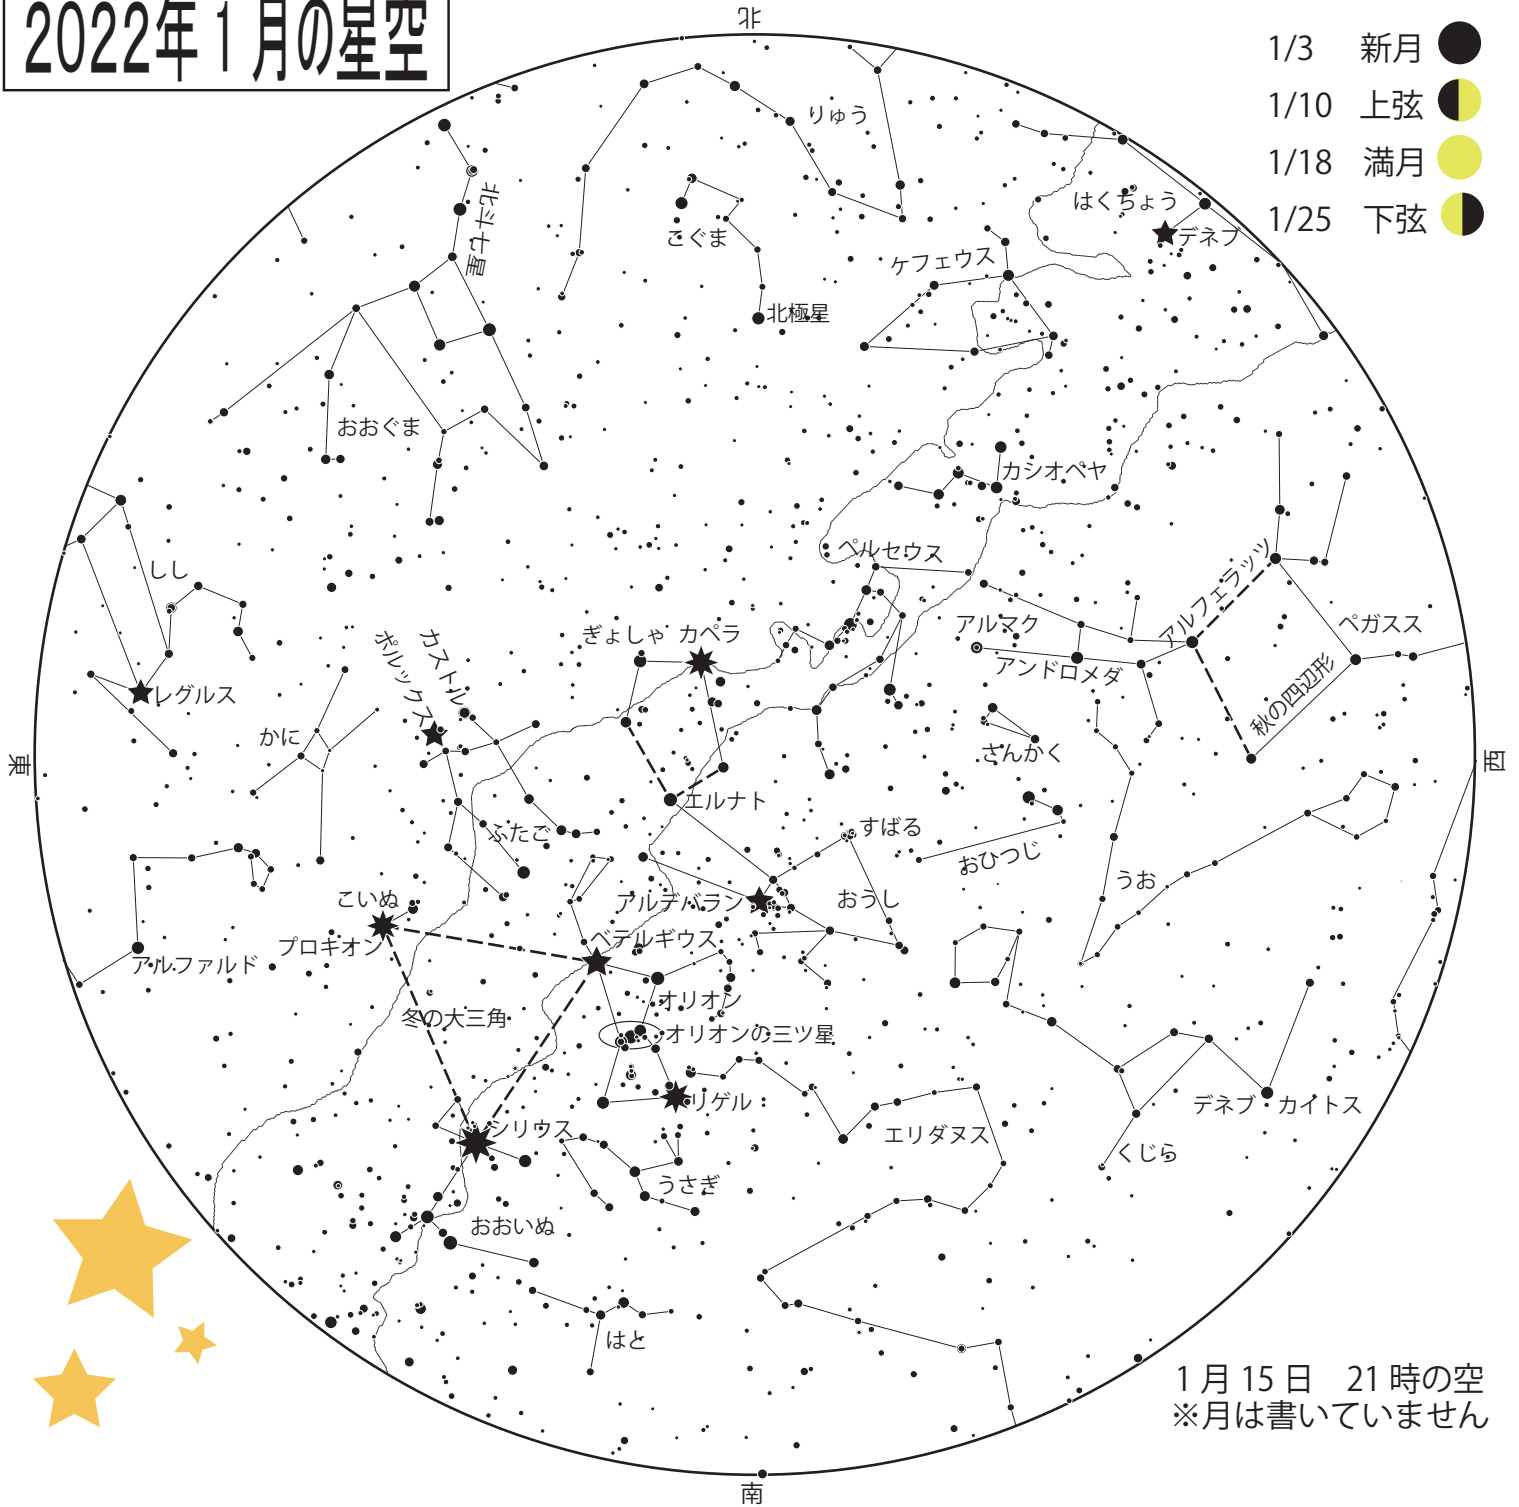 2022年1月の星空
北
1/3 新月
1/10 上弦
1/18 満月
1/25 下弦
りゅう
はくちょう
デネブ
北斗七星
こぐま
ケフェウス
北極星
おおぐま
カシオペヤ
しし
ペルセウス
アルフェラッツ
ペガスス
アルマク
アンドロメダ
ぎょしゃ
カペラ
カストル
ポルックス
レグルス
秋の四辺形
かに
さんかく
東
西
エルナト
ふたご
すばる
おひつじ
うお
こいぬ
アルデバラン
おうし
プロキオン
ベテルギウス
アルファルド
オリオン
冬の大三角
オリオンの三ツ星
リゲル
デネブ カイトス
シリウス
エリダヌス
くじら
うさぎ
おおいぬ
はと
1月15日 21時の空
※月は書いていません
南